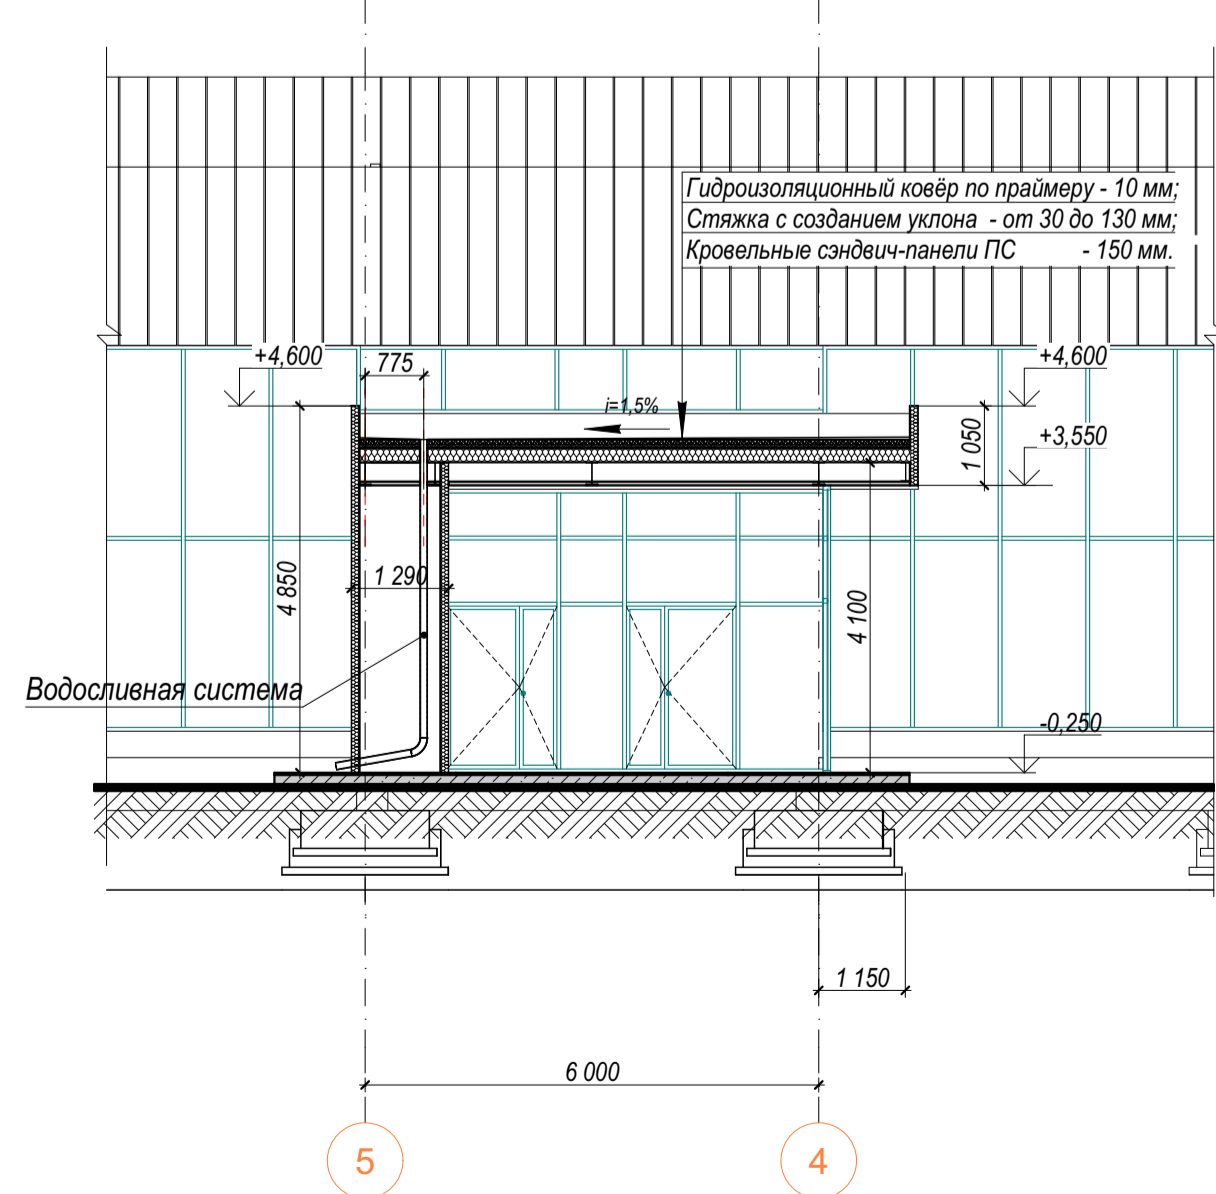 Гидроизоляционный ковёр по праймеру - 10 мм;
Стяжка с созданием уклона - от 30 до 130 мм;
Кровельные сэндвич-панели ПС - 150 мм.
+4,600
775
+4,600
i=1,5%
1 050
+3,550
4 850
1 290
4 100
Водосливная система
-0,250
1 150
6 000
5
4